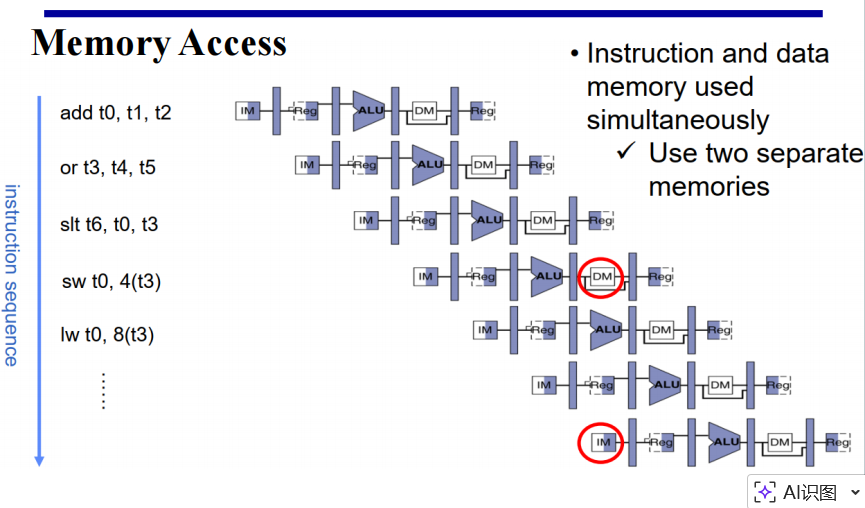 Memory Access
• Instruction and data
memory used
simultaneously
✓ Use two separate
memories
instruction sequence
add t0, t1, t2
IM Reg ALU DM Reg
or t3, t4, t5
IM Reg ALU DM Reg
slt t6, t0, t3
IM Reg ALU DM Reg
sw t0, 4(t3)
IM Reg ALU DM Reg
lw t0, 8(t3)
IM Reg ALU DM Reg
......
IM Reg ALU DM Reg
IM Reg ALU DM Reg
AI识图